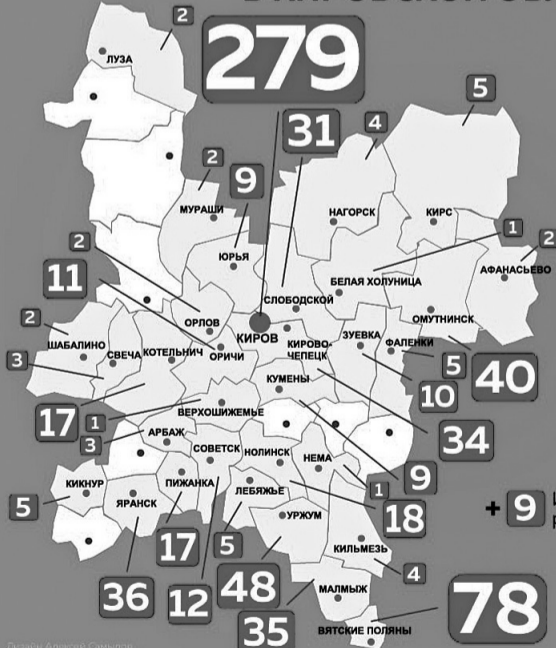 2
ЛУЗА
279
5
31
4
2
9
МУРАШИ
НАГОРСК
КИРС
1
2
2
ЮРЬЯ
АФАНАСЬЕВО
11
БЕЛАЯ ХОЛУНИЦА
СЛОБОДСКОЙ
2
ОРЛОВ
ОМУТНИНСК
КИРОВ
ШАБАЛИНО
СВЕЧА
КОТЕЛЬНИЧ
ОРИЧИ
КИРОВО-
ЧЕПЕЦК
ЗУЕВКА
ФАЛЕНКИ
3
5
40
КУМЕНЫ
10
17
1
ВЕРХОШИЖЕМЬЕ
3
АРБАЖ
34
СОВЕТСК
НОЛИНСК
НЕМА
9
КИКНУР
ПИЖАНКА
ЛЕБЯЖЬЕ
1
5
ЯРАНСК
18
+ 9
УРЖУМ
17
5
КИЛЬМЕЗЬ
4
36
12
48
МАЛМЫЖ
78
35
ВЯТСКИЕ ПОЛЯНЫ